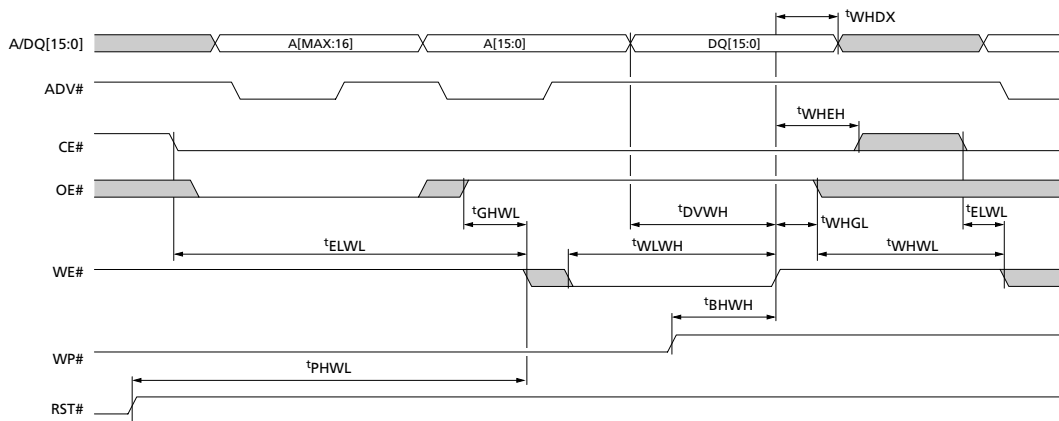 tWHDX
A/DQ[15:0] A[MAX:16] A[15:0] DQ[15:0]
ADV#
tWHEH
CE#
OE#
tGHWL tDVWH tWHGL tELWL
tELWL tWLWH tWHWL
WE#
tBHWH
WP#
tPHWL
RST#